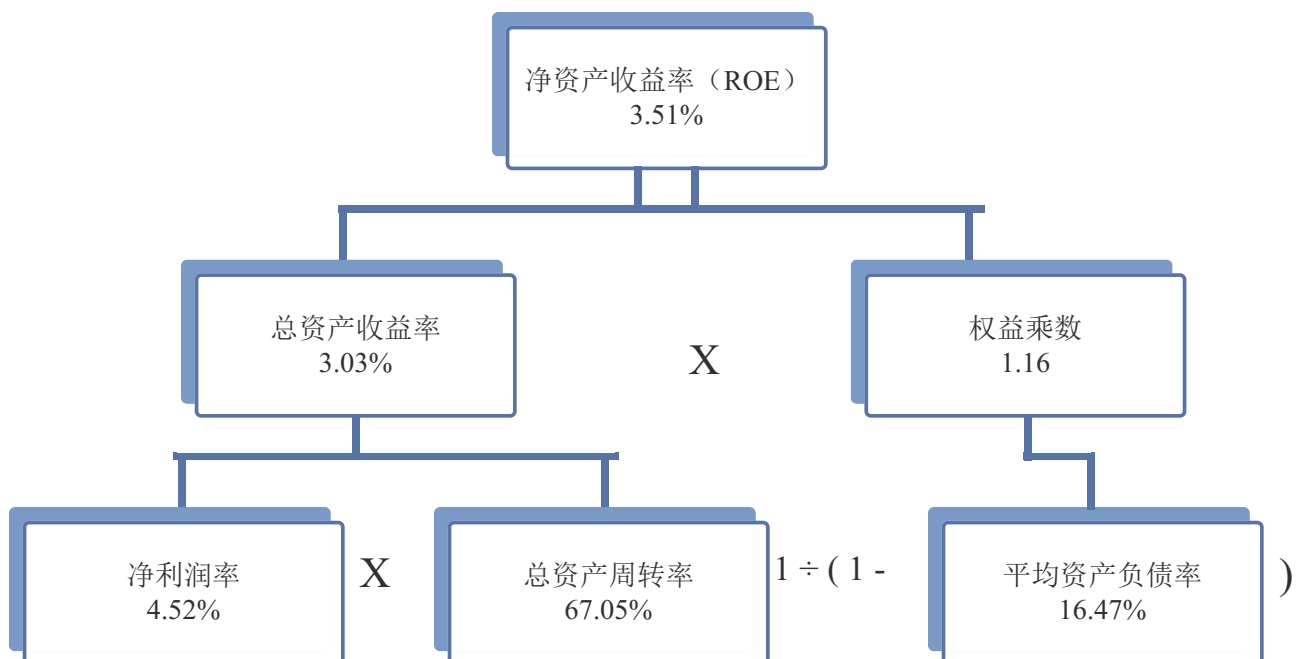 净资产收益率（ROE）
3.51%
总资产收益率
3.03%
X
权益乘数
1.16
净利润率
4.52%
X
总资产周转率
67.05%
1 ÷ ( 1 -
平均资产负债率
16.47%
)